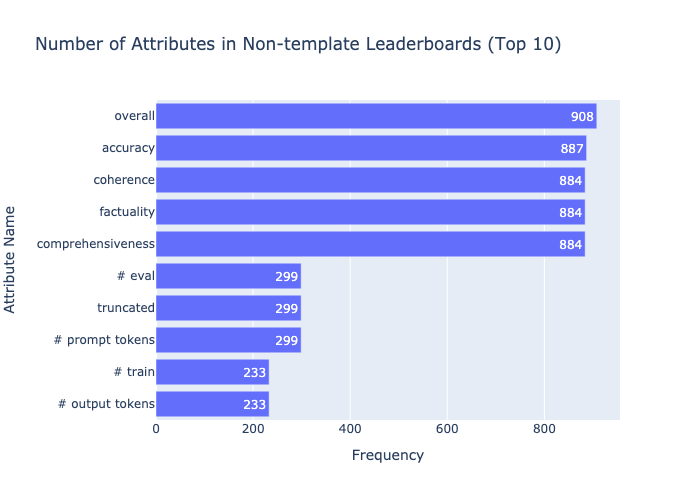 Number of Attributes in Non-template Leaderboards (Top 10)
Attribute Name
overall 908
accuracy 887
coherence 884
factuality 884
comprehensiveness 884
# eval 299
truncated 299
# prompt tokens 299
# train 233
# output tokens 233
0 200 400 600 800
Frequency